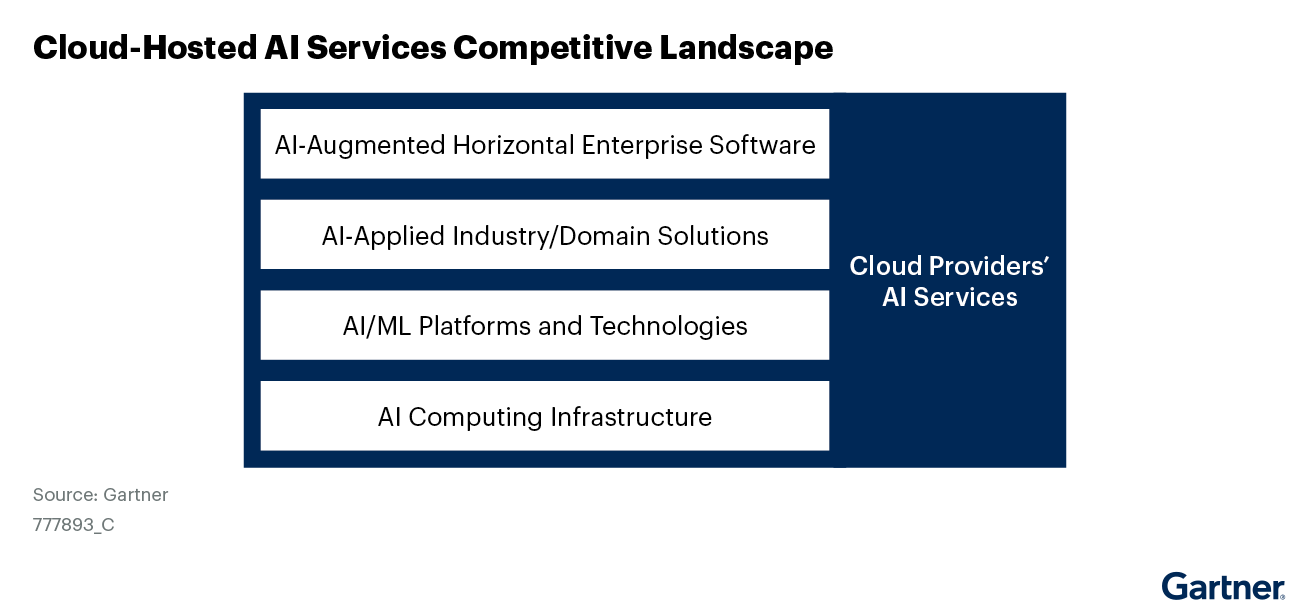 Cloud-Hosted AI Services Competitive Landscape
AI-Augmented Horizontal Enterprise Software
AI-Applied Industry/Domain Solutions
AI/ML Platforms and Technologies
AI Computing Infrastructure
Cloud Providers’
AI Services
Source: Gartner
777893_C
Gartner®